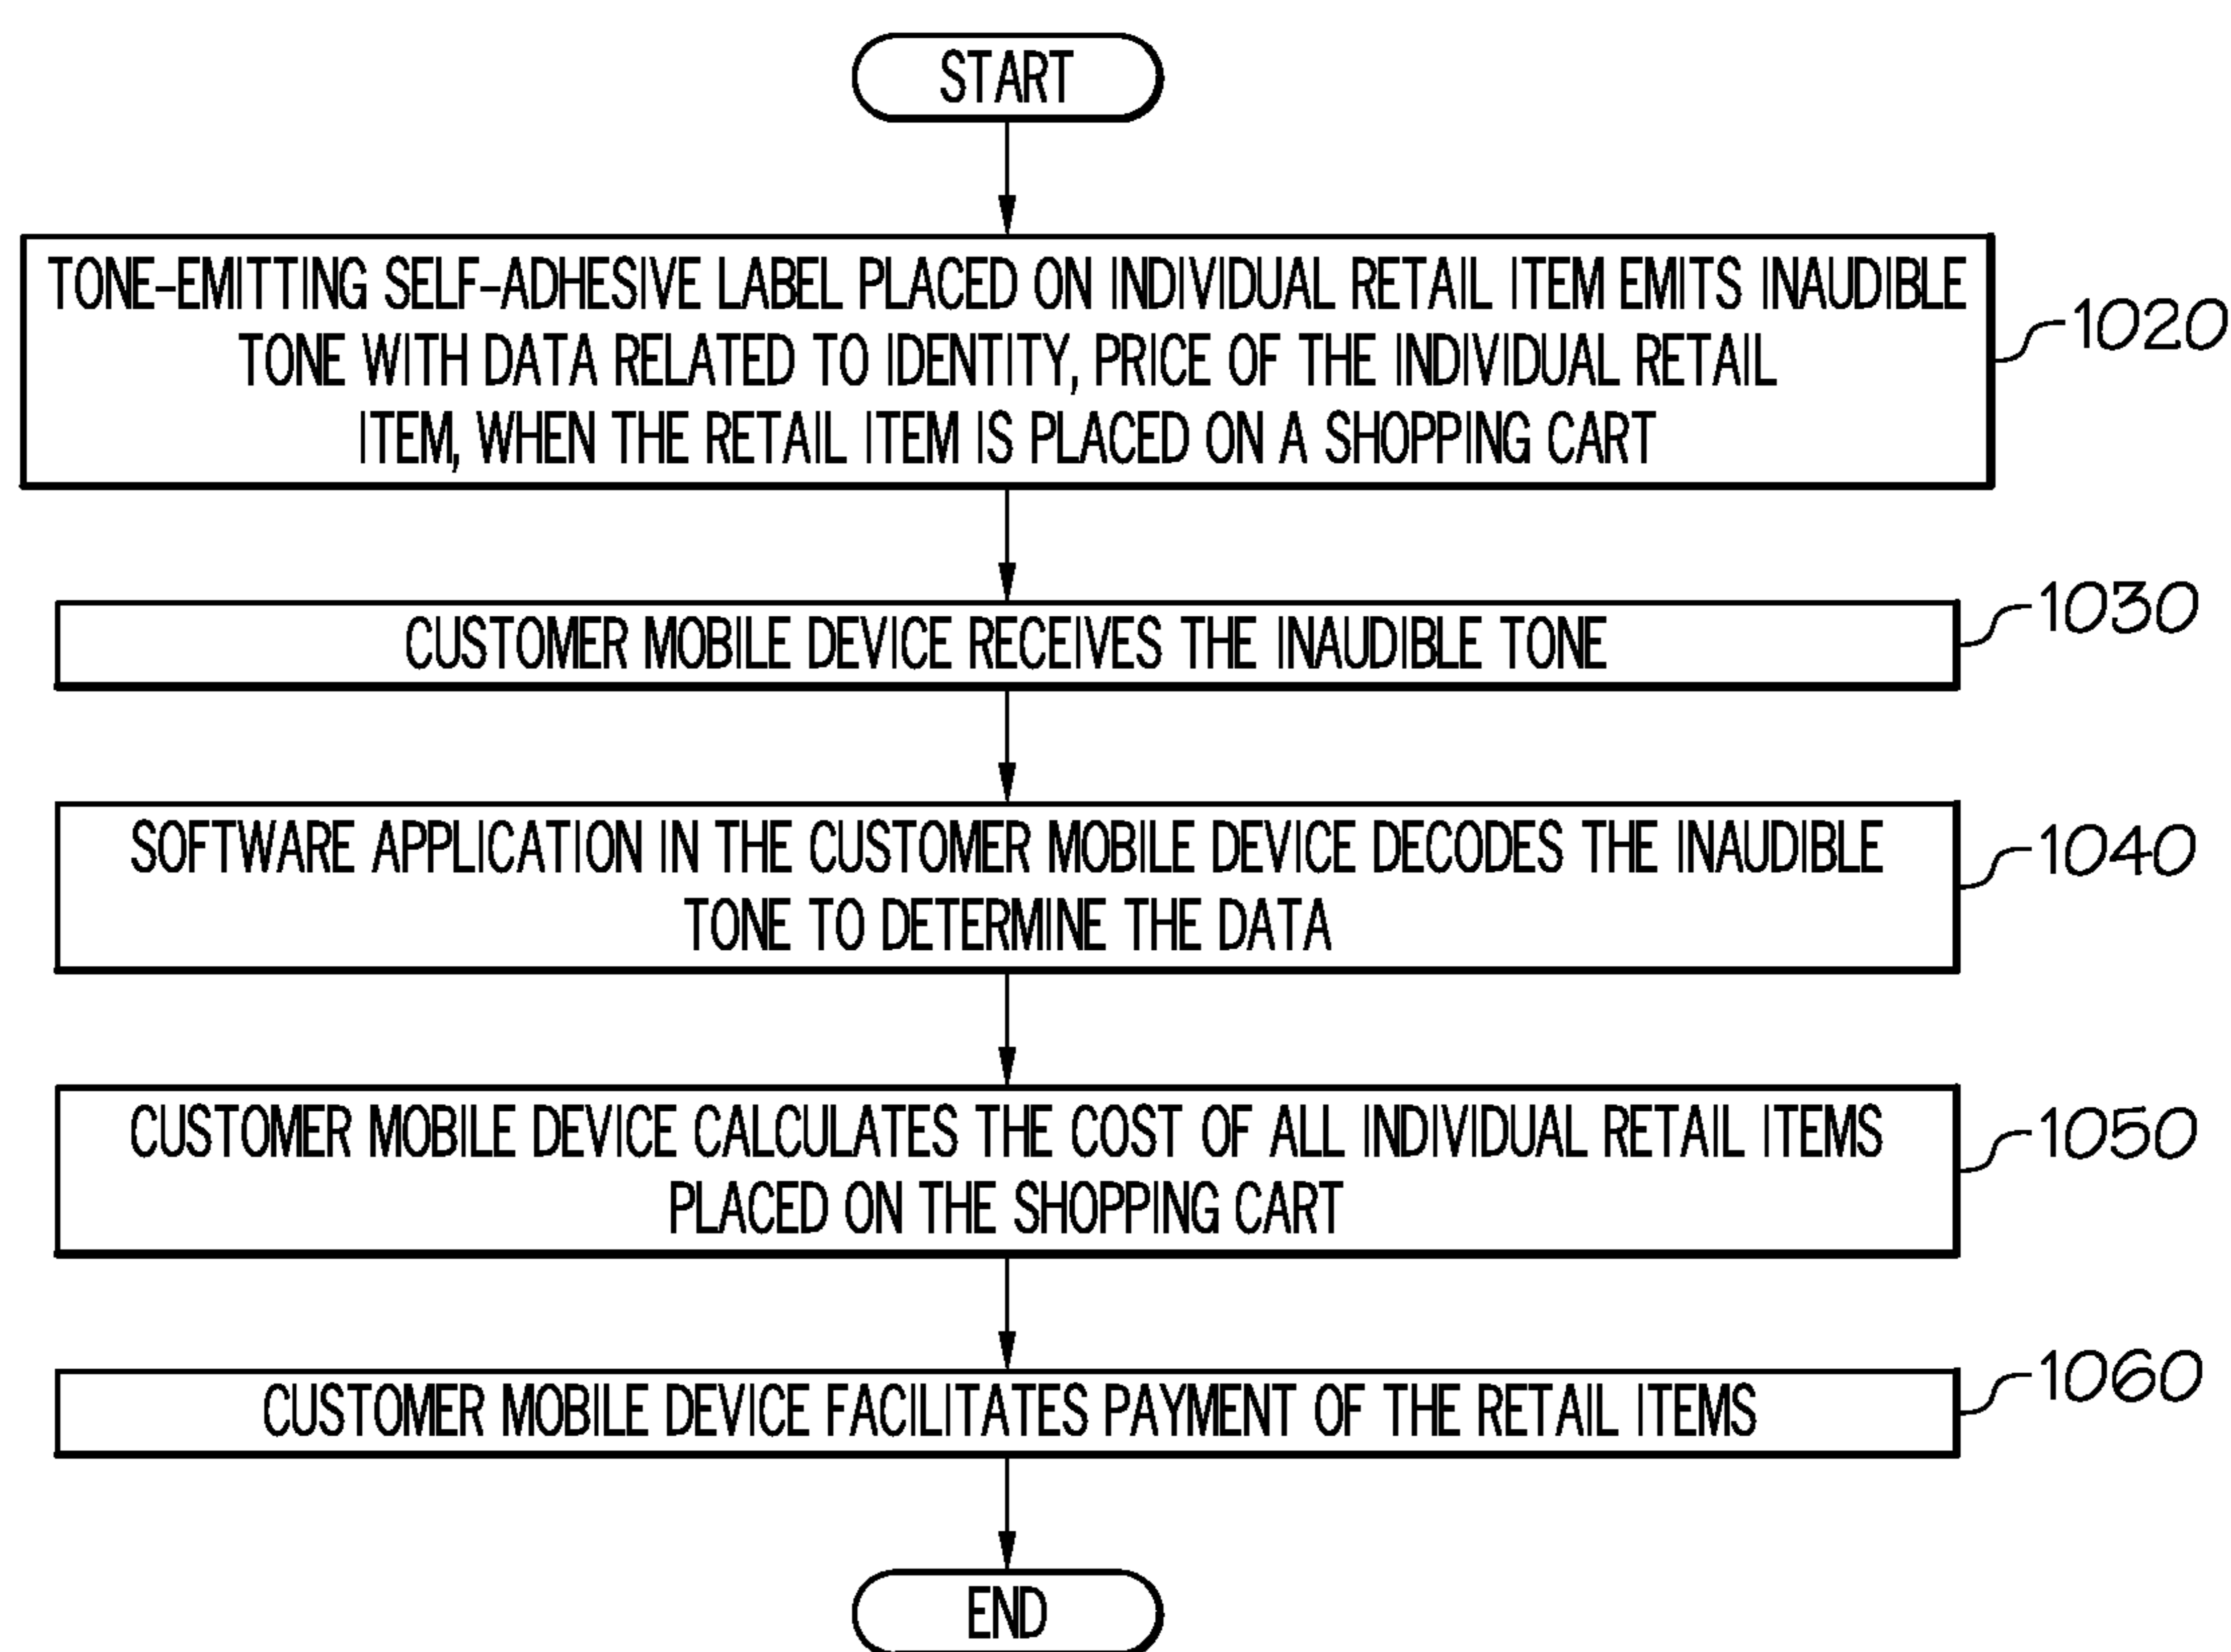 START
TONE-EMITTING SELF-ADHESIVE LABEL PLACED ON INDIVIDUAL RETAIL ITEM EMITS INAUDIBLE
TONE WITH DATA RELATED TO IDENTITY, PRICE OF THE INDIVIDUAL RETAIL
ITEM, WHEN THE RETAIL ITEM IS PLACED ON A SHOPPING CART
1020
CUSTOMER MOBILE DEVICE RECEIVES THE INAUDIBLE TONE
1030
SOFTWARE APPLICATION IN THE CUSTOMER MOBILE DEVICE DECODES THE INAUDIBLE
TONE TO DETERMINE THE DATA
1040
CUSTOMER MOBILE DEVICE CALCULATES THE COST OF ALL INDIVIDUAL RETAIL ITEMS
PLACED ON THE SHOPPING CART
1050
CUSTOMER MOBILE DEVICE FACILITATES PAYMENT OF THE RETAIL ITEMS
1060
END